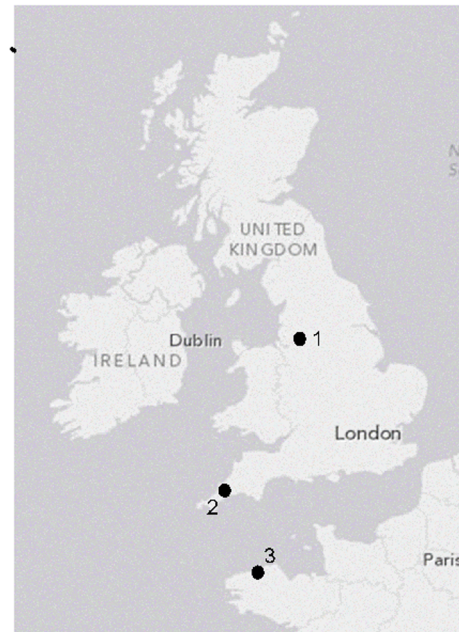 N
S
UNITED
KINGDOM
Dublin
1
IRELAND
London
2
3
Paris